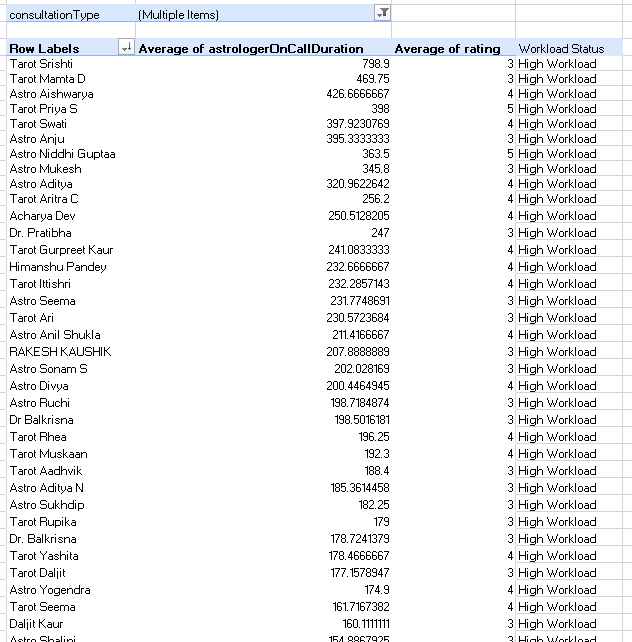 consultationType (Multiple Items)
Row Labels Average of astrologerOnCallDuration Average of rating Workload Status
Tarot Srishti 798.9 3 High Workload
Tarot Mamta D 469.75 3 High Workload
Astro Aishwarya 426.6666667 4 High Workload
Tarot Priya S 398 5 High Workload
Tarot Swati 397.9230769 4 High Workload
Astro Anju 395.3333333 3 High Workload
Astro Niddhi Guptaa 363.5 5 High Workload
Astro Mukesh 345.8 3 High Workload
Astro Aditya 320.9622642 4 High Workload
Tarot Aritra C 256.2 4 High Workload
Acharya Dev 250.5128205 4 High Workload
Dr. Pratibha 247 3 High Workload
Tarot Gurpreet Kaur 241.0833333 4 High Workload
Himanshu Pandey 232.6666667 4 High Workload
Tarot Ittishri 232.2857143 4 High Workload
Astro Seema 231.7748691 3 High Workload
Tarot Ari 230.5723684 3 High Workload
Astro Anil Shukla 211.4166667 4 High Workload
RAKESH KAUSHIK 207.8888889 3 High Workload
Astro Sonam S 202.028169 3 High Workload
Astro Divya 200.4464945 4 High Workload
Astro Ruchi 198.7184874 3 High Workload
Dr Balkrisna 198.5016181 3 High Workload
Tarot Rhea 196.25 4 High Workload
Tarot Muskaan 192.3 4 High Workload
Tarot Aadhvik 188.4 3 High Workload
Astro Aditya N 185.3614458 3 High Workload
Astro Sukhdip 182.25 3 High Workload
Tarot Rupika 179 3 High Workload
Dr. Balkrisna 178.7241379 3 High Workload
Tarot Yashita 178.4666667 4 High Workload
Tarot Daljit 177.1578947 3 High Workload
Astro Yogendra 174.9 4 High Workload
Tarot Seema 161.7167382 4 High Workload
Daljit Kaur 160.1111111 3 High Workload
Astro Shalini 154.8867925 3 High Workload